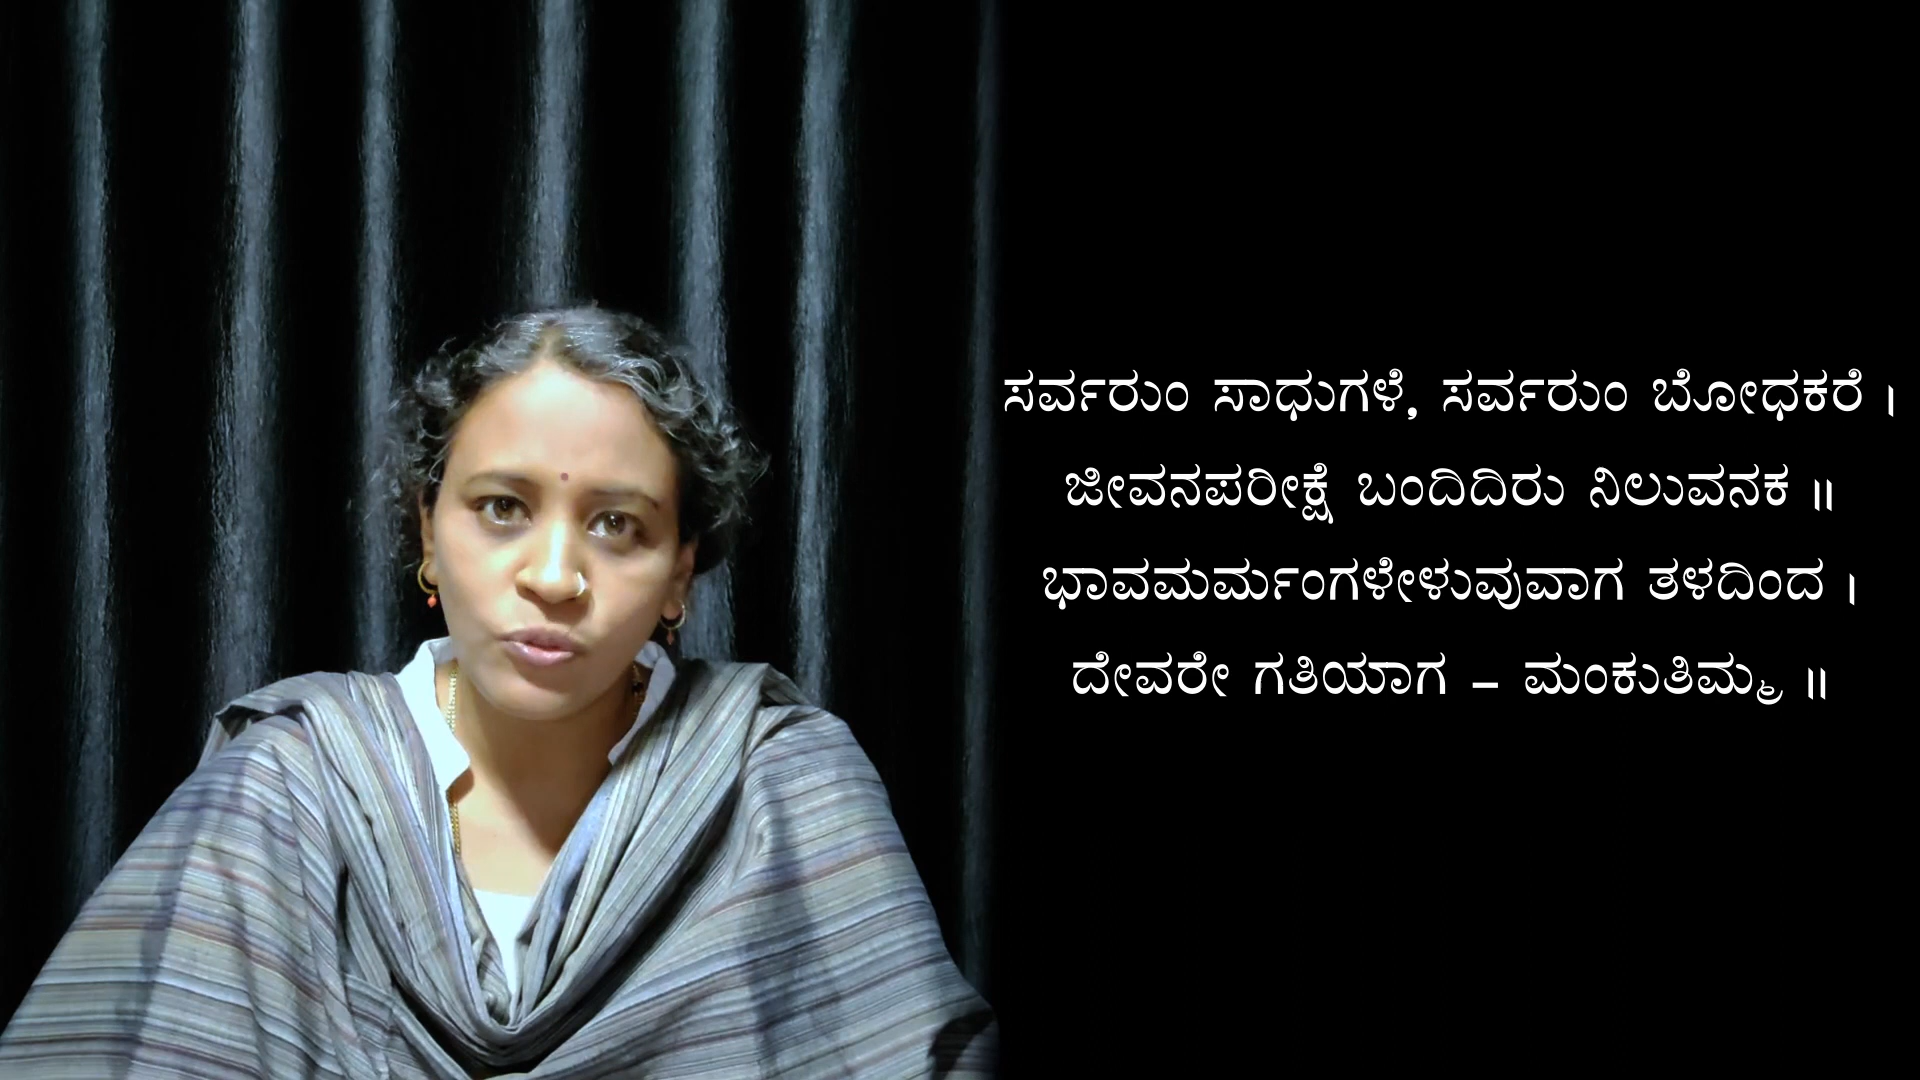 ಸರ್ವರುಂ ಸಾಧುಗಳೆ, ಸರ್ವರುಂ ಬೋಧಕರೆ ।
ಜೀವನಪರೀಕ್ಷೆ ಬಂದಿದಿರು ನಿಲುವನಕ ॥
ಭಾವಮರ್ಮಂಗಳೇಳುವುವಾಗ ತಳದಿಂದ ।
ದೇವರೇ ಗತಿಯಾಗ – ಮಂಕುತಿಮ್ಮ ॥